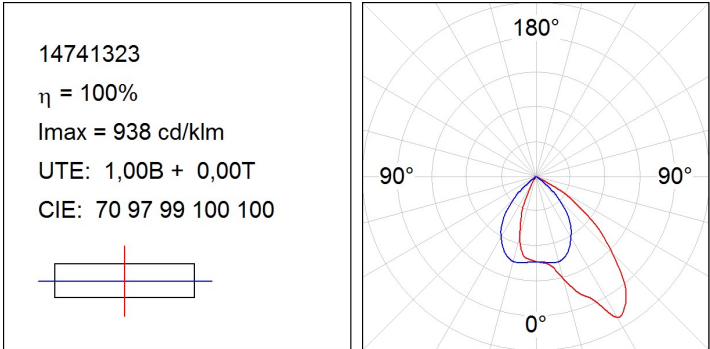 14741323
η = 100%
Imax = 938 cd/klm
UTE: 1,00B + 0,00T
CIE: 70 97 99 100 100
180°
90° 90°
0°